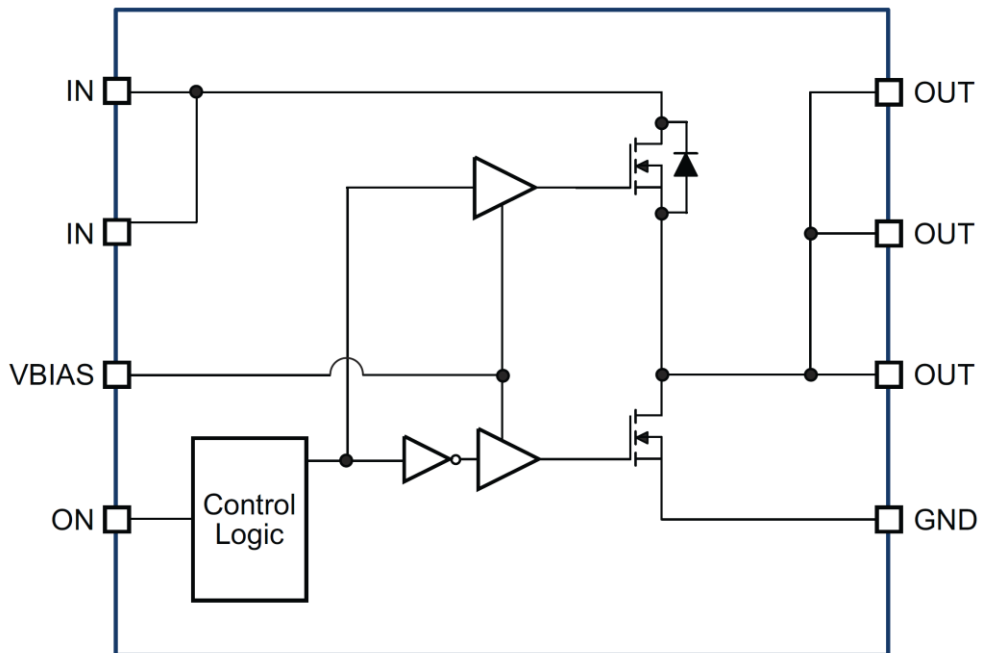 IN
OUT
IN
OUT
VBIAS
OUT
Control
Logic
ON
GND